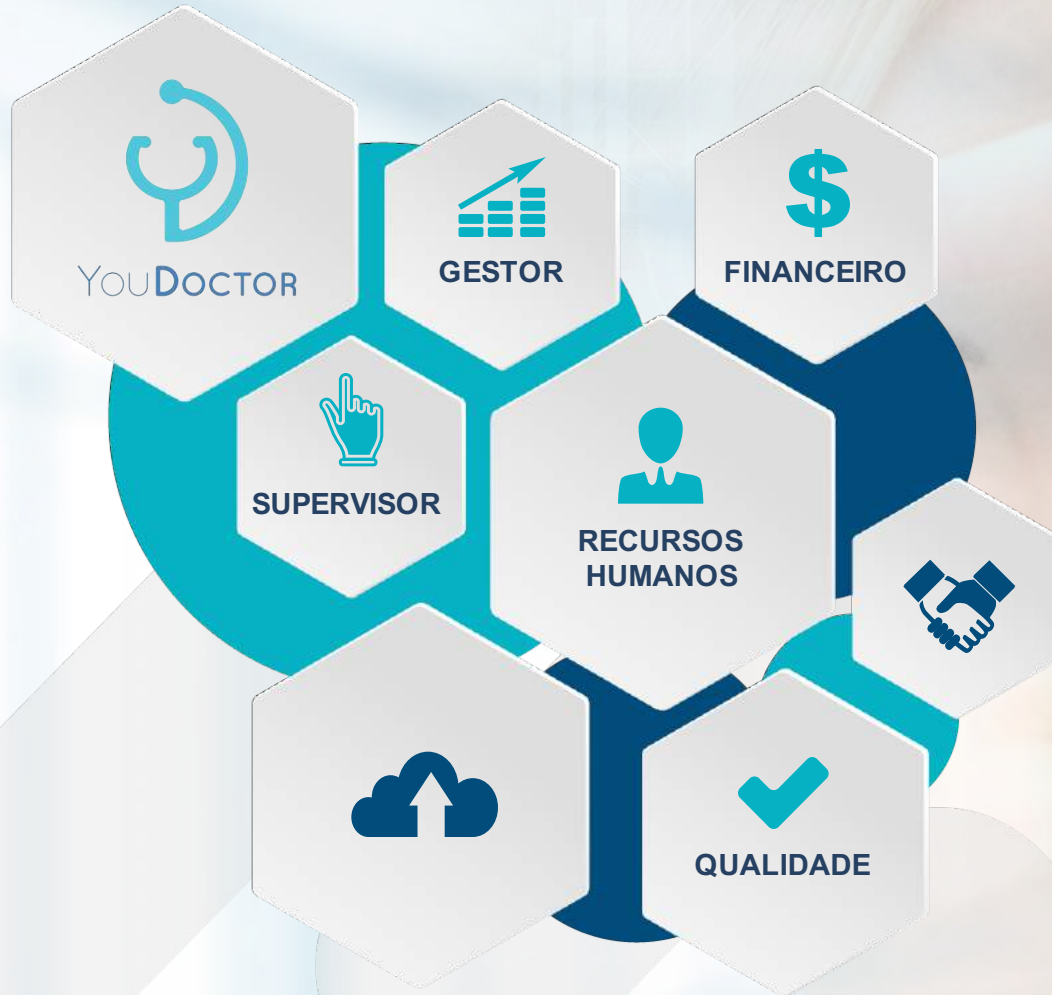 YOUDOCTOR
GESTOR
FINANCEIRO
SUPERVISOR
RECURSOS
HUMANOS
QUALIDADE